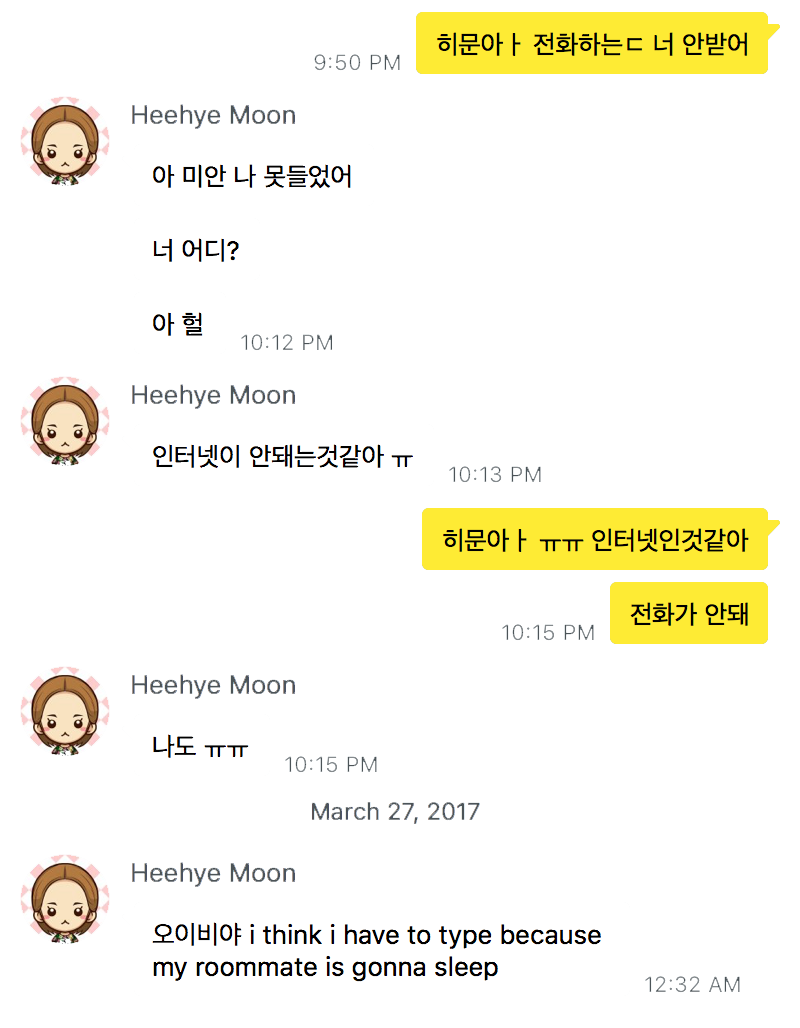 히문아ㅏ 전화하는ㄷ 너 안받어
9:50 PM
Heehye Moon
아 미안 나 못들었어
너 어디?
아 헐
10:12 PM
Heehye Moon
인터넷이 안돼는것같아 ㅠ
10:13 PM
히문아ㅏ ㅠㅠ 인터넷인것같아
전화가 안돼
10:15 PM
Heehye Moon
나도 ㅠㅠ
10:15 PM
March 27, 2017
Heehye Moon
오이비야 i think i have to type because
my roommate is gonna sleep
12:32 AM